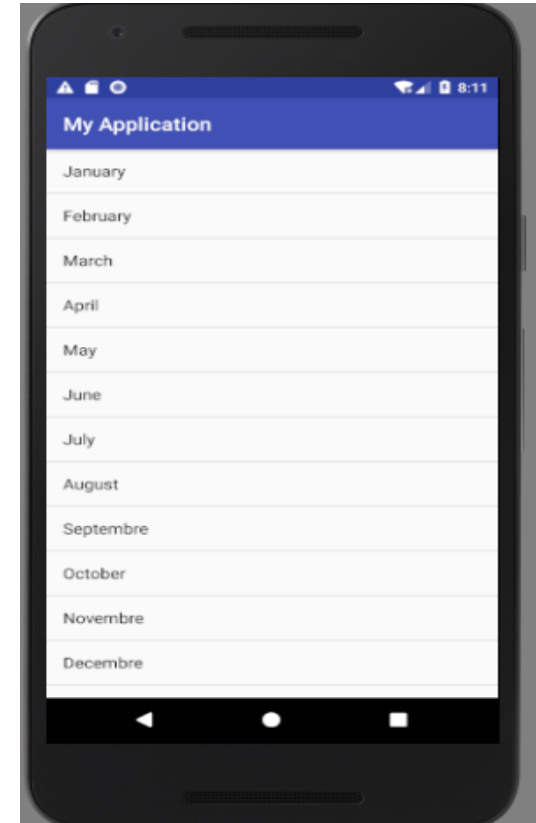 8:11
My Application
January
February
March
April
May
June
July
August
Septembre
October
Novembre
Decembre